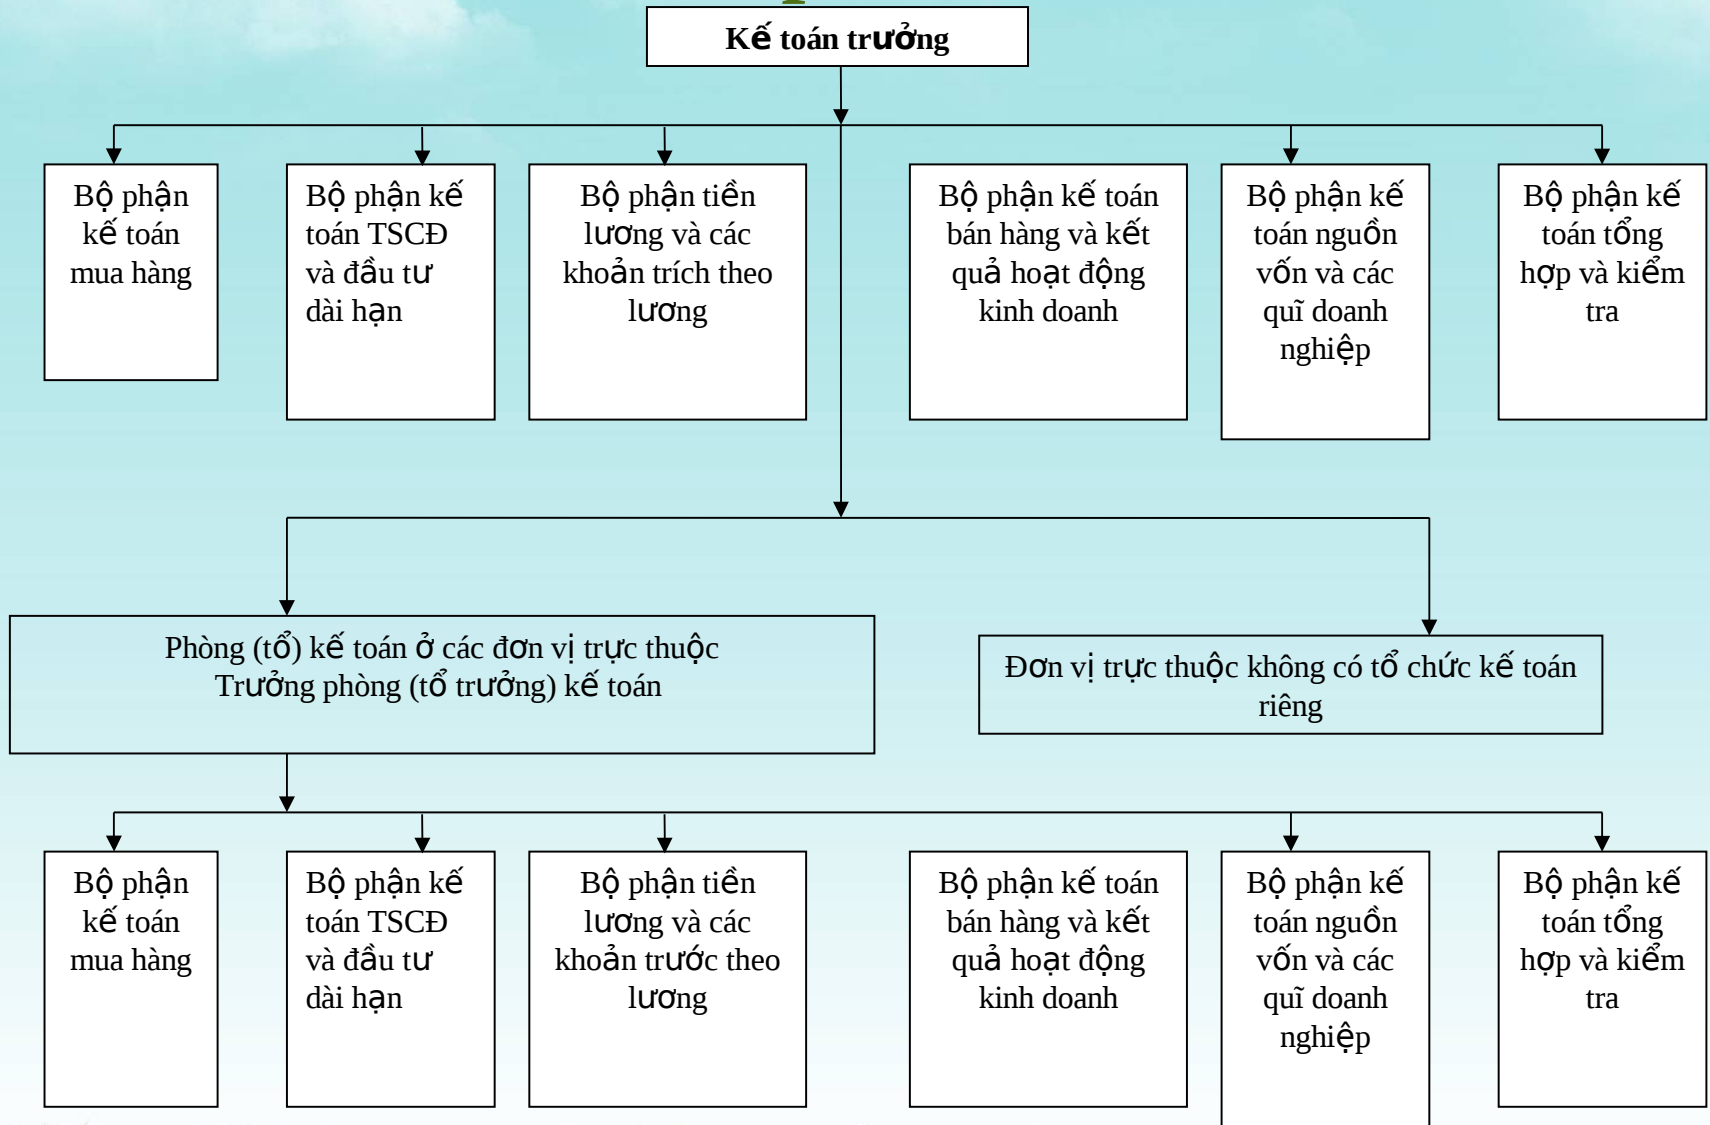 Kế toán trưởng
Bộ phận
kế toán
mua hàng
Bộ phận kế
toán TSCĐ
và đầu tư
dài hạn
Bộ phận tiền
lương và các
khoản trích theo
lương
Bộ phận kế toán
bán hàng và kết
quả hoạt động
kinh doanh
Bộ phận kế
toán nguồn
vốn và các
quĩ doanh
nghiệp
Bộ phận kế
toán tổng
hợp và kiểm
tra
Phòng (tổ) kế toán ở các đơn vị trực thuộc
Trưởng phòng (tổ trưởng) kế toán
Đơn vị trực thuộc không có tổ chức kế toán
riêng
Bộ phận
kế toán
mua hàng
Bộ phận kế
toán TSCĐ
và đầu tư
dài hạn
Bộ phận tiền
lương và các
khoản trước theo
lương
Bộ phận kế toán
bán hàng và kết
quả hoạt động
kinh doanh
Bộ phận kế
toán nguồn
vốn và các
quĩ doanh
nghiệp
Bộ phận kế
toán tổng
hợp và kiểm
tra